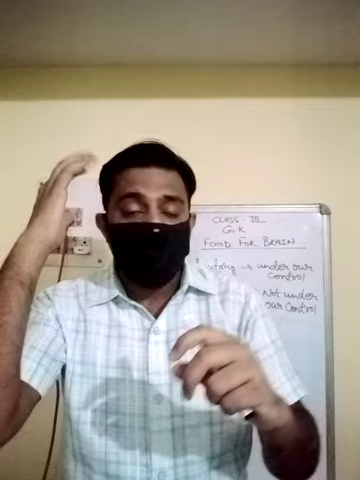 CLASS - III
G.K
FOOD FOR BRAIN
→ under our
Control
Not under
our Control